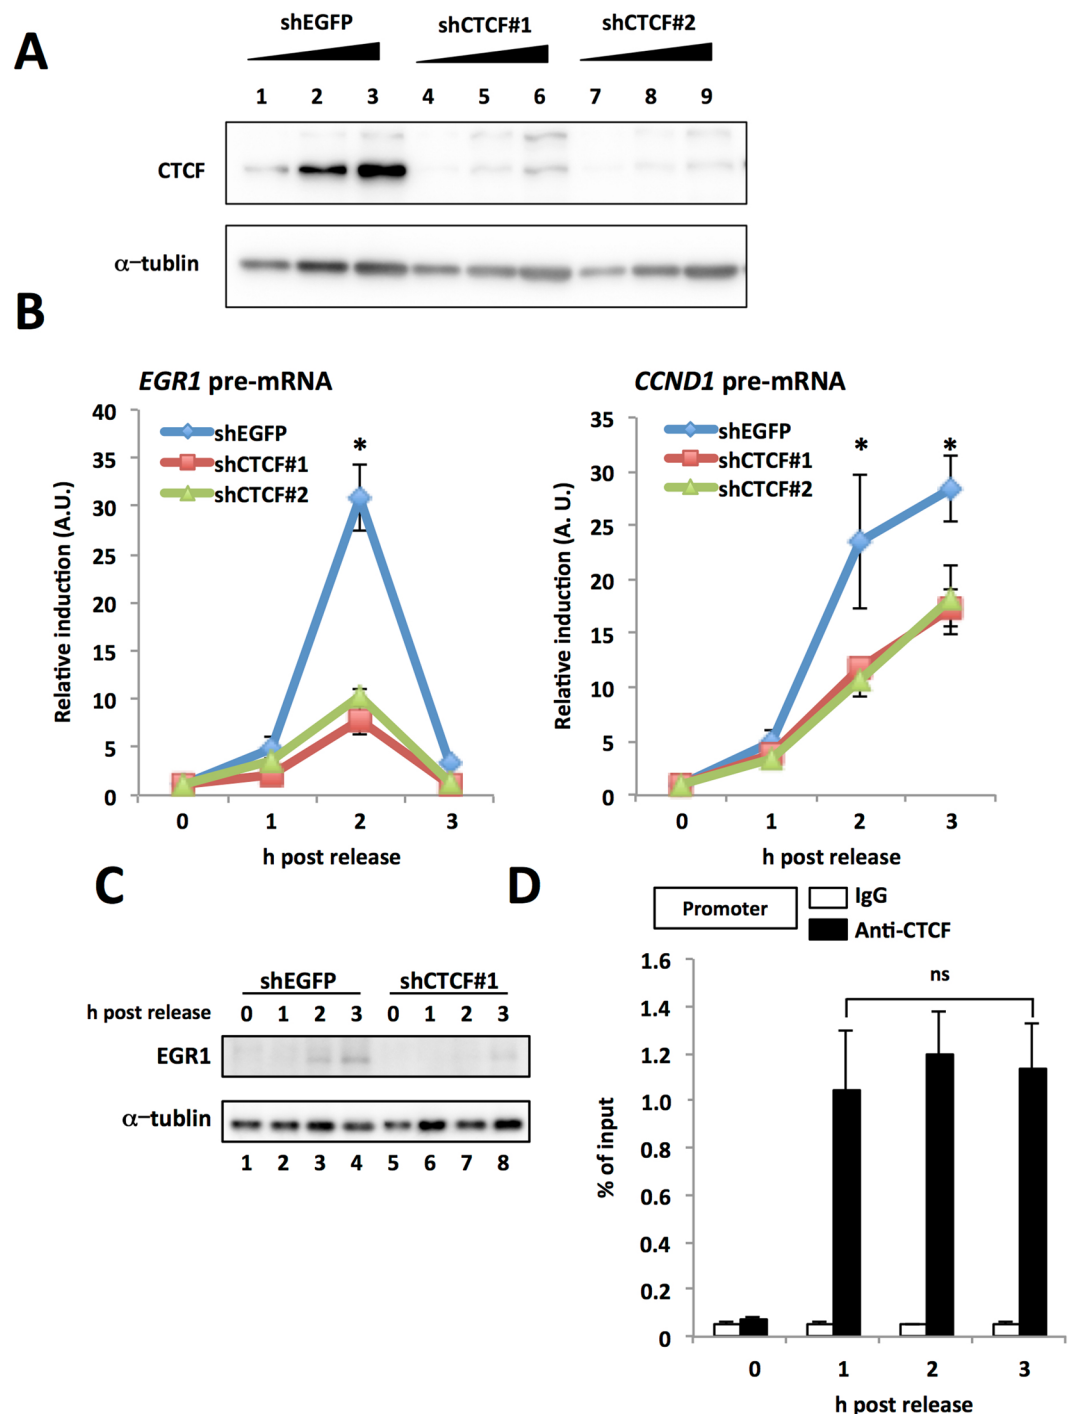 A
shEGFP shCTCF#1 shCTCF#2
1 2 3 4 5 6 7 8 9
CTCF
α−tublin
B
EGR1 pre-mRNA
40
35
30
25
20
15
10
5
0
Relative induction (A.U.)
shEGFP
shCTCF#1
shCTCF#2
*
0 1 2 3
h post release
CCND1 pre-mRNA
35
30
25
20
15
10
5
0
Relative induction (A. U.)
shEGFP
shCTCF#1
shCTCF#2
* *
0 1 2 3
h post release
C
shEGFP shCTCF#1
h post release 0 1 2 3 0 1 2 3
EGR1
α−tublin
1 2 3 4 5 6 7 8
D
Promoter
IgG
Anti-CTCF
1.6
1.4
1.2
1.0
0.8
0.6
0.4
0.2
0
% of input
ns
0 1 2 3
h post release